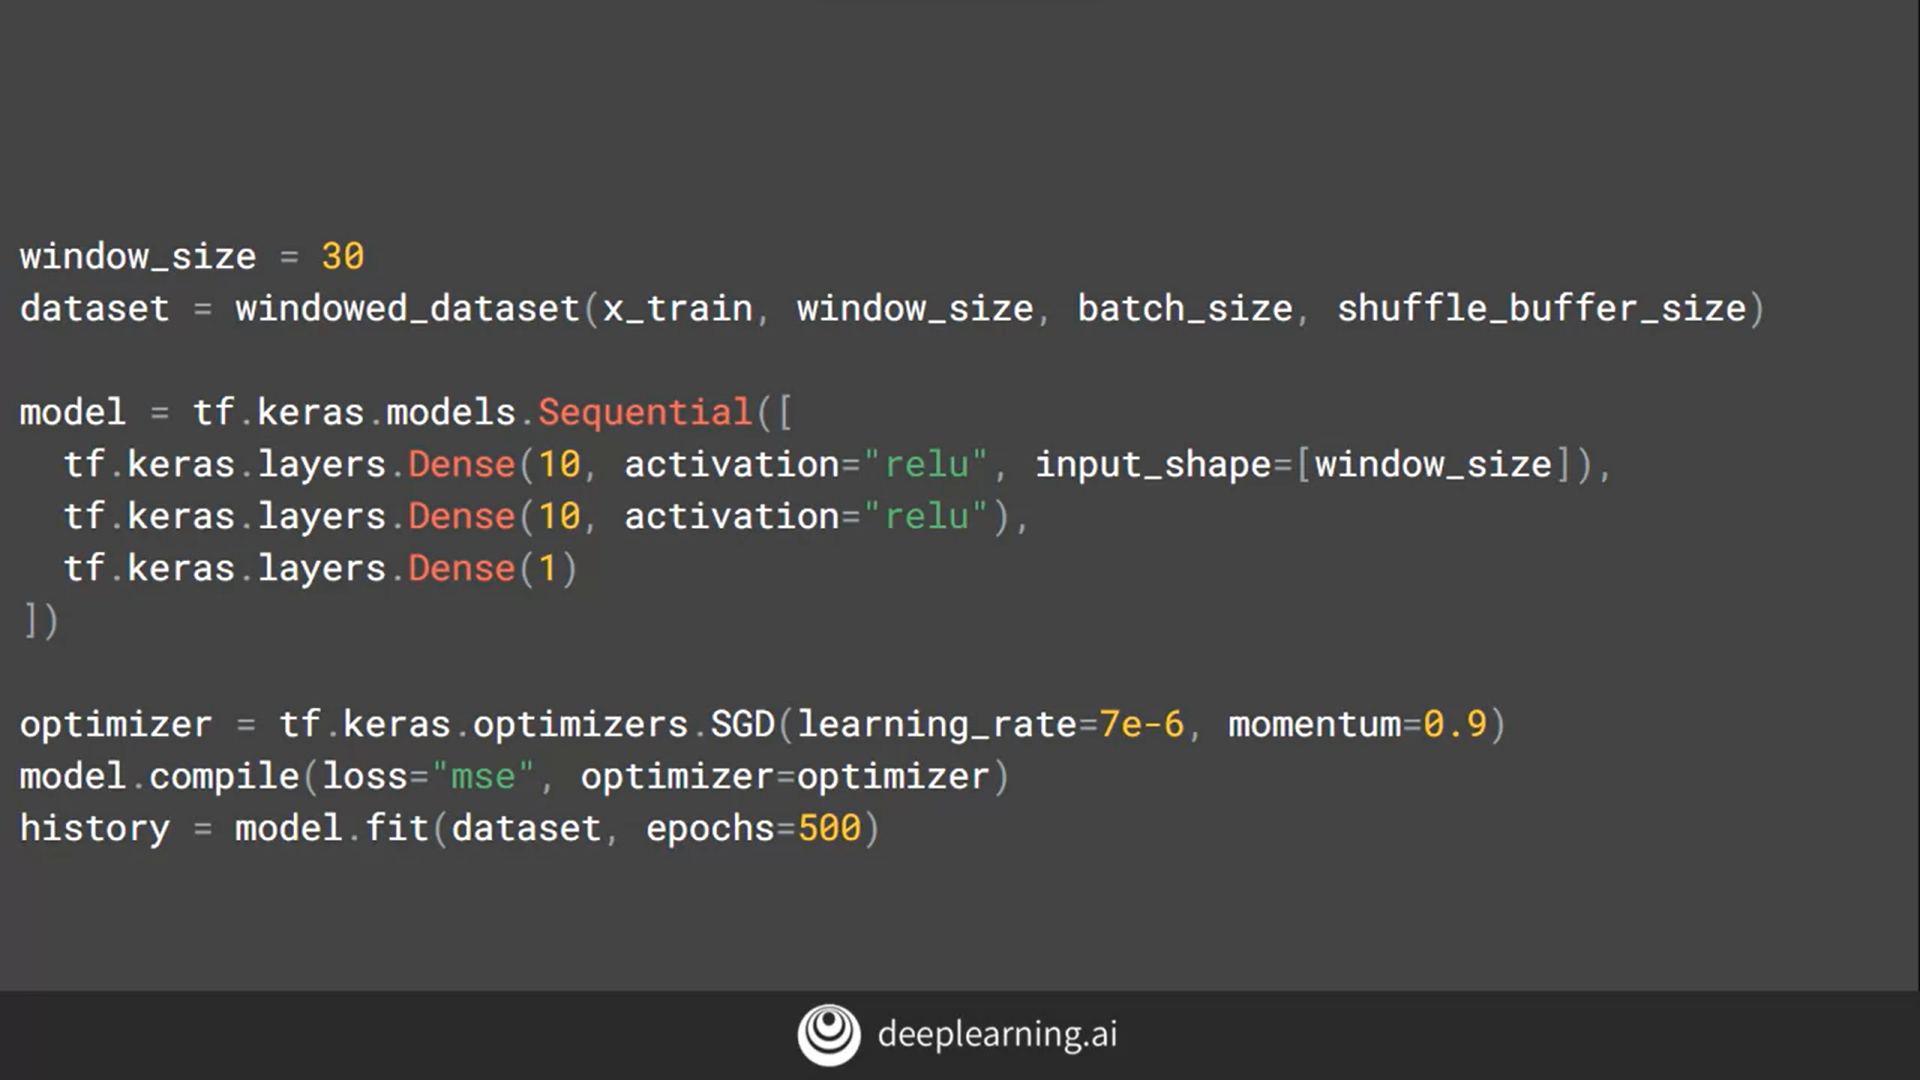 window_size = 30
dataset = windowed_dataset(x_train, window_size, batch_size, shuffle_buffer_size)
model = tf.keras.models.Sequential([
  tf.keras.layers.Dense(10, activation="relu", input_shape=[window_size]),
  tf.keras.layers.Dense(10, activation="relu"),
  tf.keras.layers.Dense(1)
])
optimizer = tf.keras.optimizers.SGD(learning_rate=7e-6, momentum=0.9)
model.compile(loss="mse", optimizer=optimizer)
history = model.fit(dataset, epochs=500)
deeplearning.ai